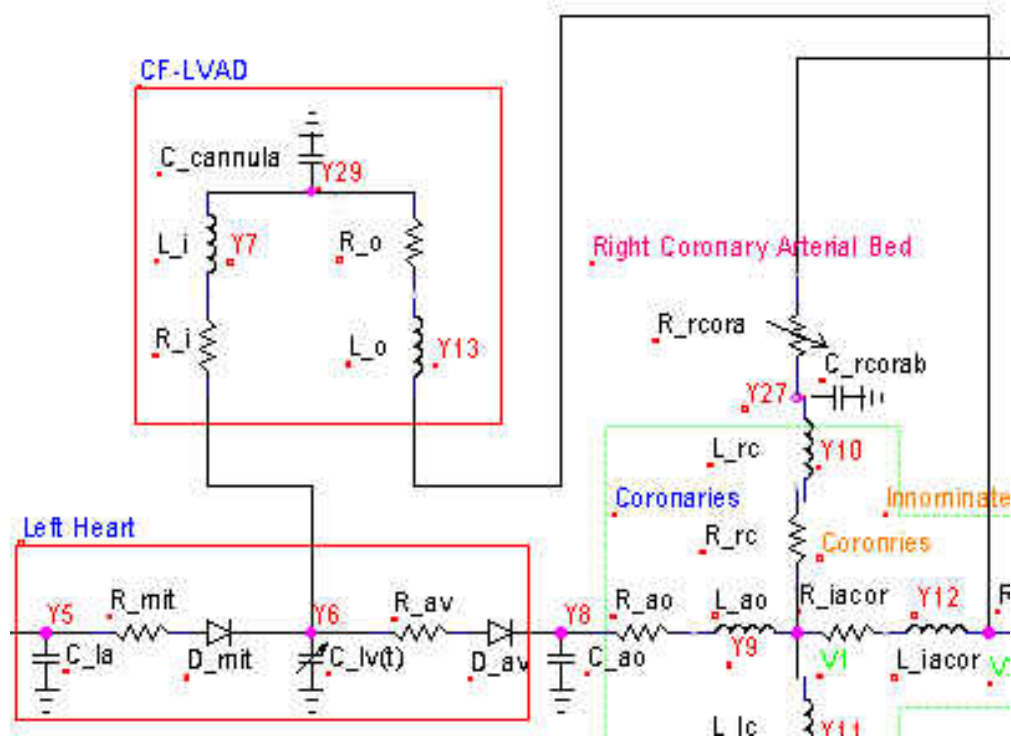 CF-LVAD
C_cannula
Y29
L_i
Y7
R_o
R_i
L_o
Y13
Right Coronary Arterial Bed
R_rcora
C_rcorab
Y27
L_rc
Y10
Coronaries
Innominate
R_rc
Coronries
Left Heart
Y5
R_mit
Y6
R_av
Y8
R_ao
L_ao
R_iacor
Y12
R
C_la
D_mit
C_lv(t)
D_av
C_ao
Y9
V1
L_iacor
L_lc
Y11